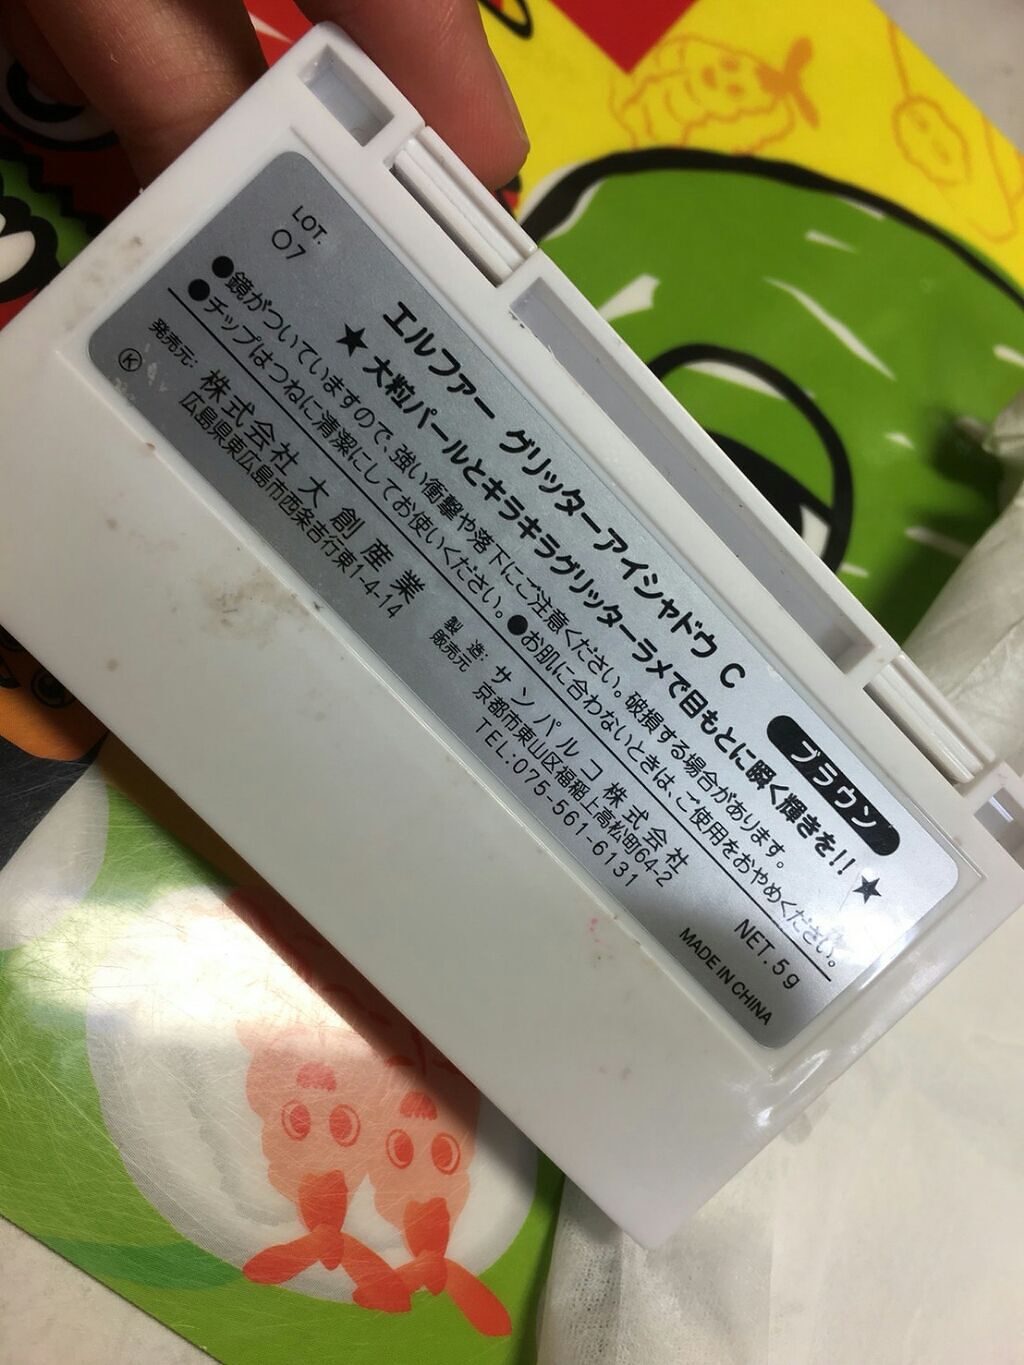 LOT.
07
エルファー グリッターアイシャドウ C
ブラウン
★大粒パールとキラキラグリッターラメで目もとに瞬く輝きを!!★
●鏡がついていますので、強い衝撃や落下にご注意ください。破損する場合があります。
●チップはつねに清潔にしてお使いください。●お肌に合わないときは、ご使用をおやめください。
発売元: 株式会社 大創産業
広島県東広島市西条吉行東1-4-14
Ⓚ
製造: サンパルコ株式会社
販売元 京都市東山区福稲上高松町64-2
TEL:075-561-6131
NET. 5g
MADE IN CHINA